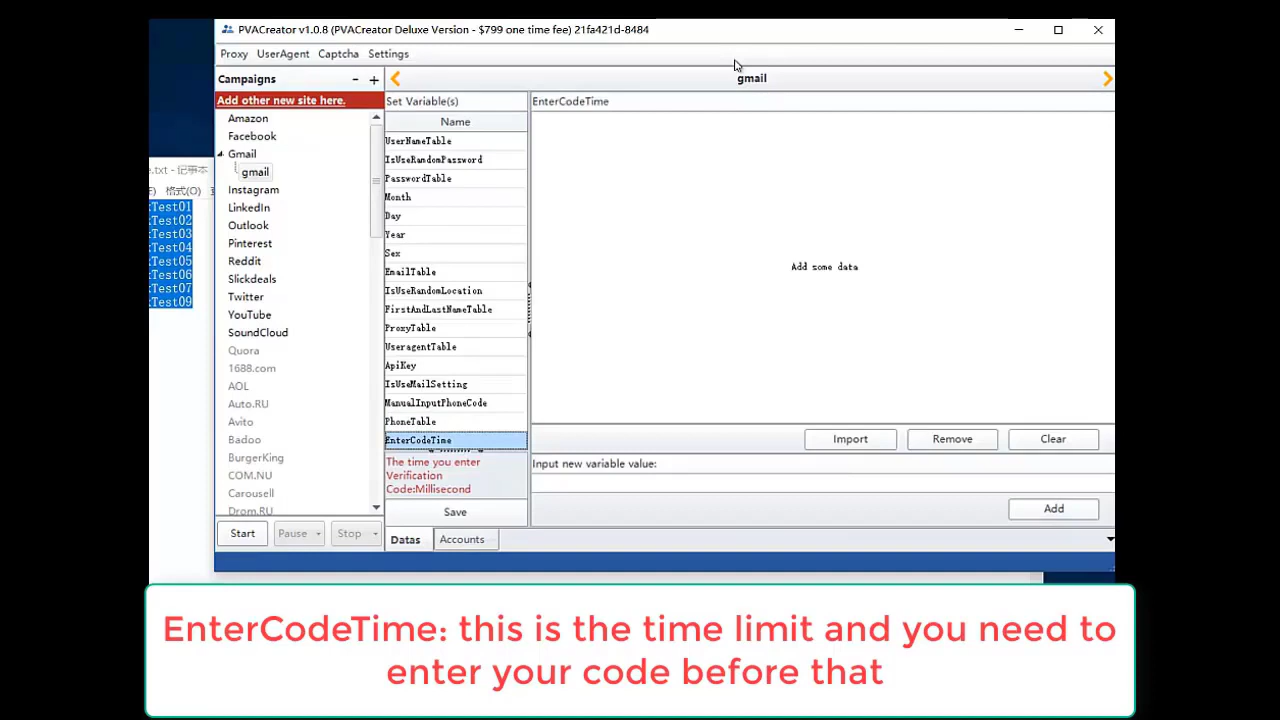 PVACreator v1.0.8 (PVACreator Deluxe Version - $799 one time fee) 21fa421d-8484
Proxy UserAgent Captcha Settings
Campaigns - +
gmail
Add other new site here.
Set Variable(s)
EnterCodeTime
Amazon
Facebook
Gmail
gmail
Instagram
LinkedIn
Outlook
Pinterest
Reddit
Slickdeals
Twitter
YouTube
SoundCloud
Quora
1688.com
AOL
Auto.RU
Avito
Badoo
BurgerKing
COM.NU
Carousell
Drom.RU
Name
UserNameTable
IsUseRandomPassword
PasswordTable
Month
Day
Year
Sex
EmailTable
IsUseRandomLocation
FirstAndLastNameTable
ProxyTable
UseragentTable
ApiKey
IsUseMailSetting
ManualInputPhoneCode
PhoneTable
EnterCodeTime
The time you enter
Verification
Code:Millisecond
Save
Add some data
Import Remove Clear
Input new variable value:
Add
Start Pause Stop
Datas Accounts
.txt - 记事本
格式(O)
Test01
Test02
Test03
Test04
Test05
Test06
Test07
Test09
EnterCodeTime: this is the time limit and you need to
enter your code before that